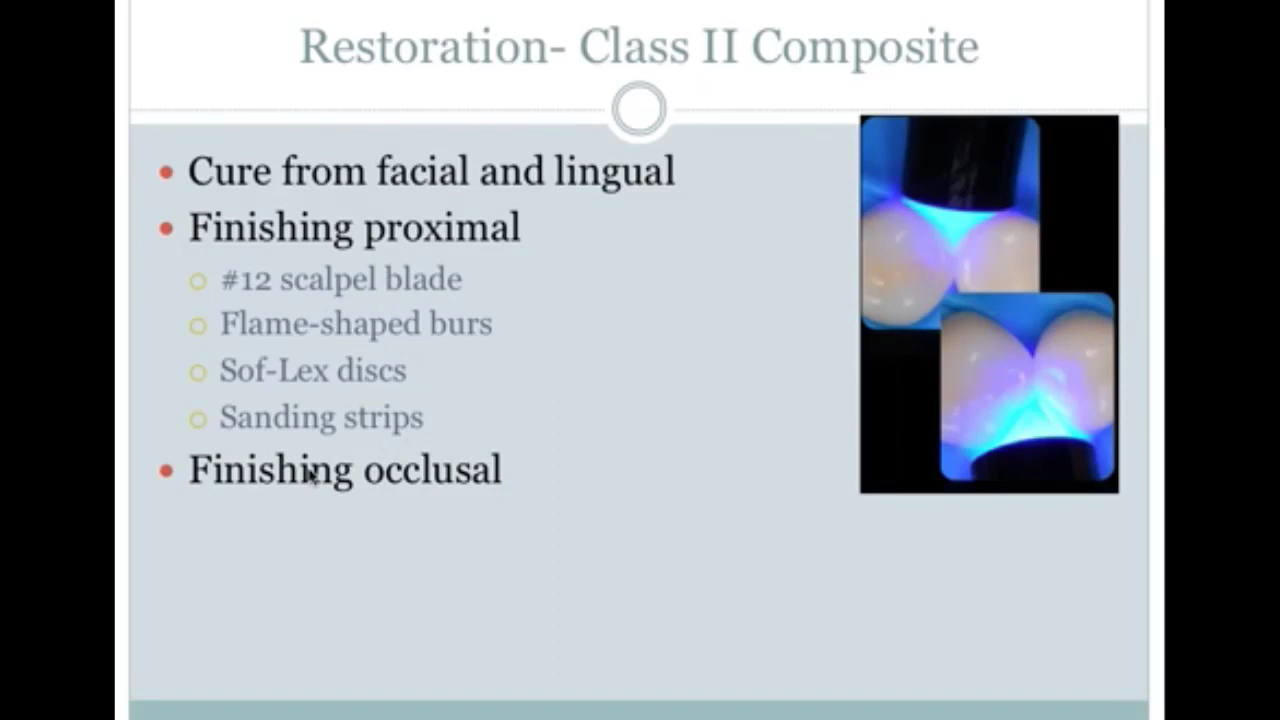 Restoration- Class II Composite
Cure from facial and lingual
Finishing proximal
#12 scalpel blade
Flame-shaped burs
Sof-Lex discs
Sanding strips
Finishing occlusal